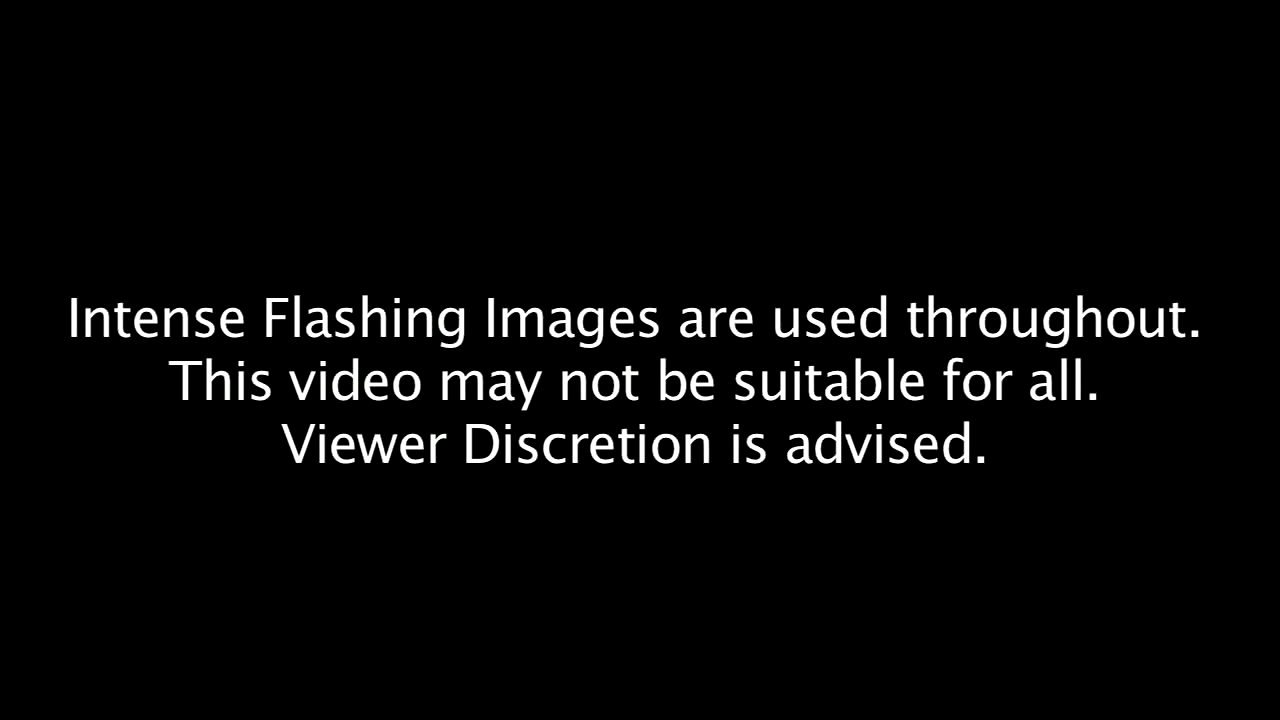 Intense Flashing Images are used throughout.
This video may not be suitable for all.
Viewer Discretion is advised.